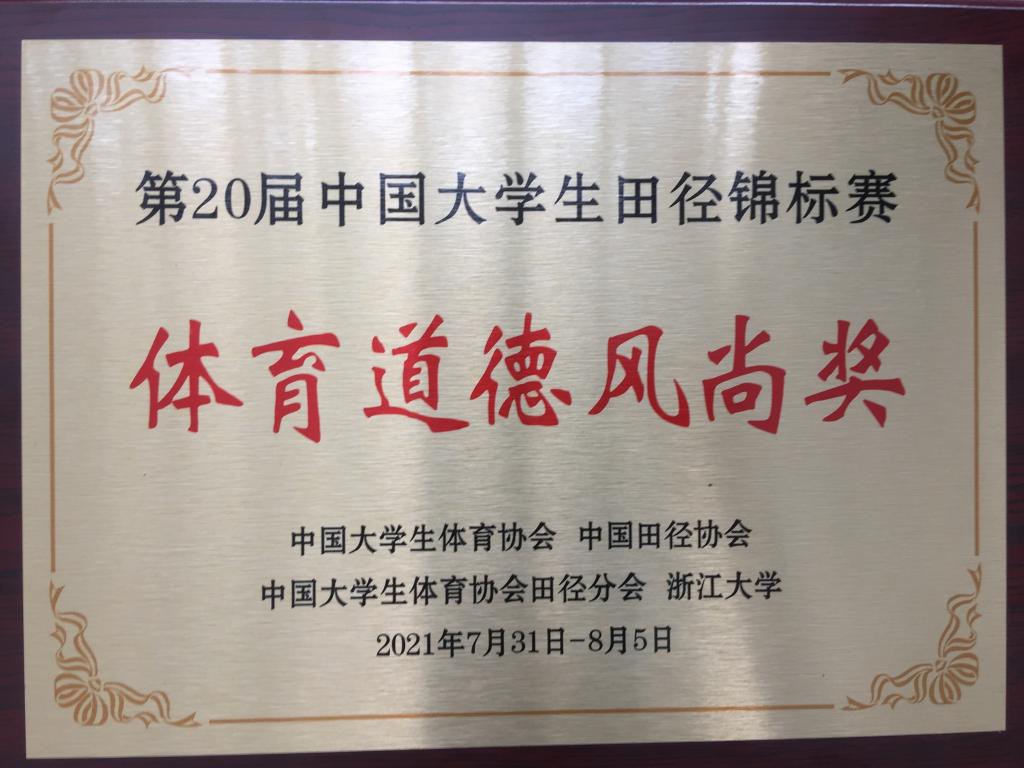 第20届中国大学生田径锦标赛
体育道德风尚奖
中国大学生体育协会 中国田径协会
中国大学生体育协会田径分会 浙江大学
2021年7月31日-8月5日